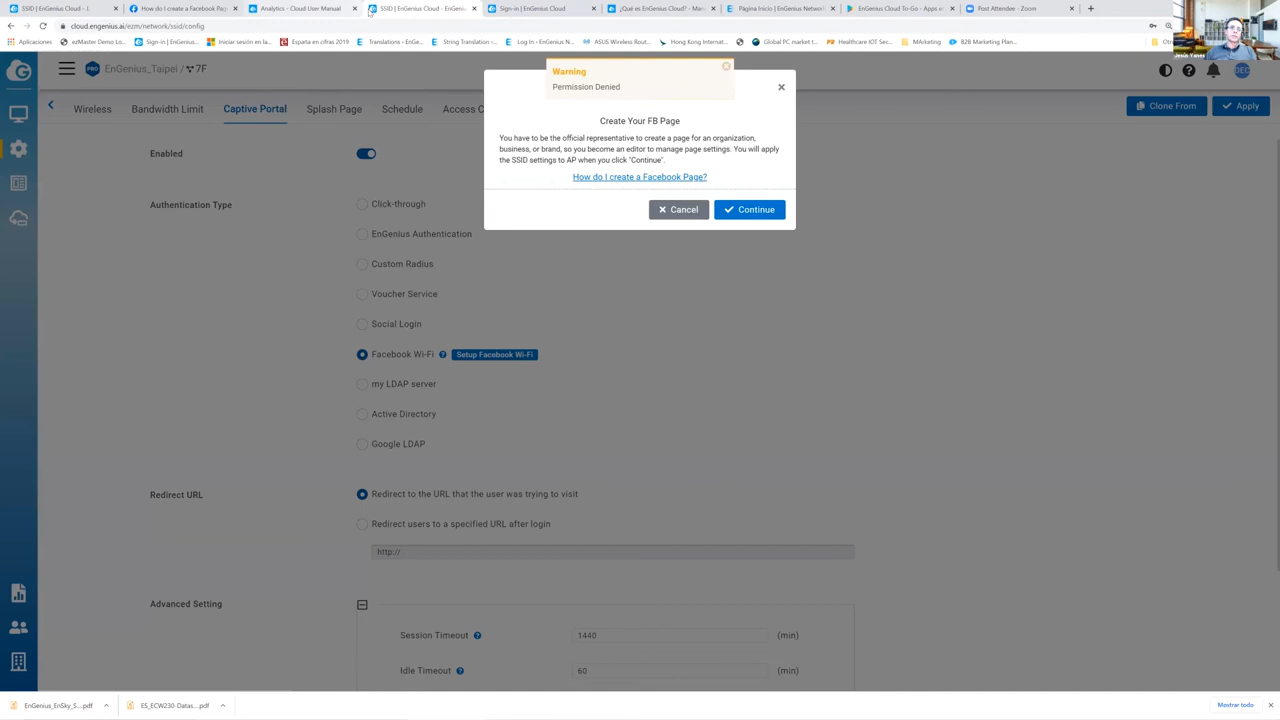 SSID | EnGenius Cloud - I.
How do I create a Facebook Pag
Analytics - Cloud User Manual
SSID | EnGenius Cloud - EnGeni
Sign-in | EnGenius Cloud
¿Qué es EnGenius Cloud? - Man
Página Inicio | EnGenius Netwo
EnGenius Cloud To-Go - Apps e
Post Attendee - Zoom
cloud.engenius.ai/ezm/network/ssid/config
Aplicaciones
ezMaster Demo Lo...
Sign-in | EnGenius...
Iniciar sesión en la...
España en cifras 2019
Translations ‹ EnGe...
String Translation ‹...
Log In ‹ EnGenius N...
ASUS Wireless Rout...
Hong Kong Internat...
Global PC market t...
Healthcare IOT Sec...
MArketing
B2B Marketing Plan...
Jesús Yanes
PRO EnGenius_Taipei / 7F
Warning
Permission Denied
Wireless
Bandwidth Limit
Captive Portal
Splash Page
Schedule
Access C
Clone From
Apply
Create Your FB Page
You have to be the official representative to create a page for an organization,
business, or brand, so you become an editor to manage page settings. You will apply
the SSID settings to AP when you click "Continue".
How do I create a Facebook Page?
Cancel
Continue
Enabled
Authentication Type
Click-through
EnGenius Authentication
Custom Radius
Voucher Service
Social Login
Facebook Wi-Fi
Setup Facebook Wi-Fi
my LDAP server
Active Directory
Google LDAP
Redirect URL
Redirect to the URL that the user was trying to visit
Redirect users to a specified URL after login
http://
Advanced Setting
Session Timeout
1440
(min)
Idle Timeout
60
(min)
EnGenius_EnSky_S....pdf
ES_ECW230-Datas....pdf
Mostrar todo